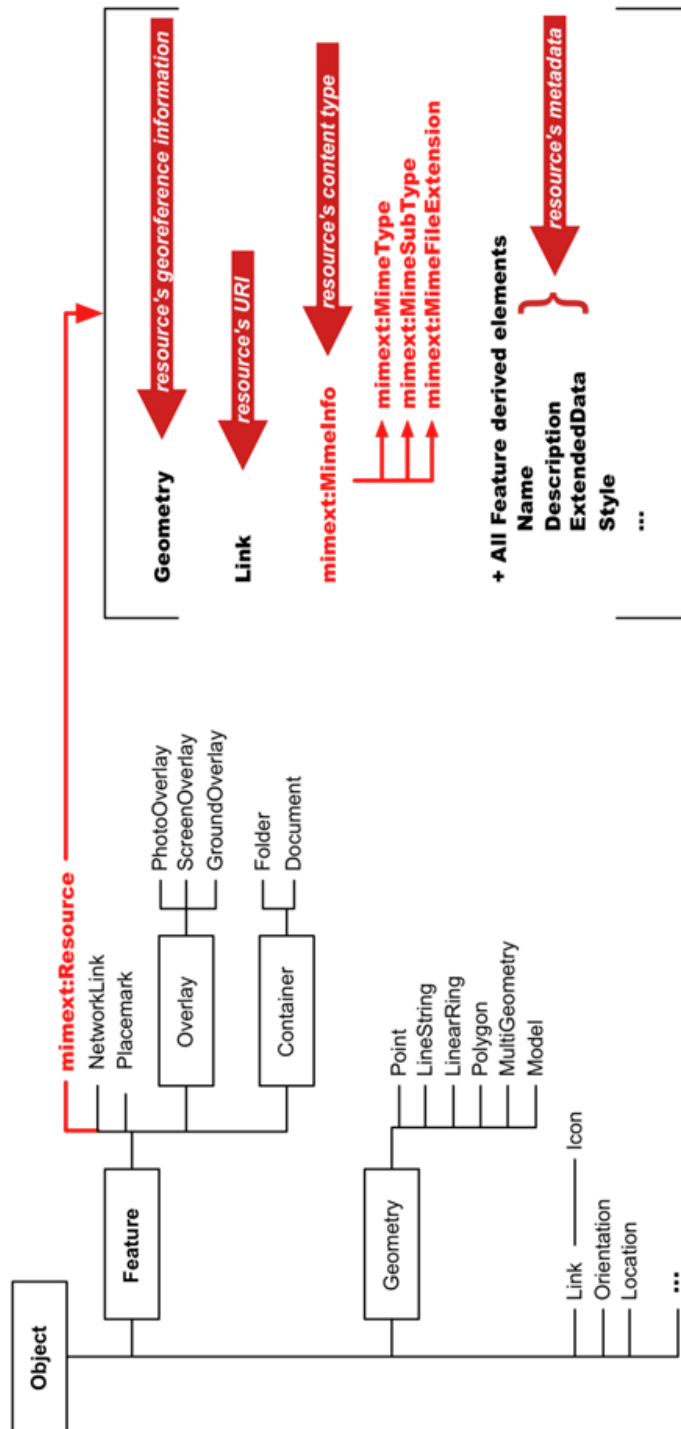 Object
Feature
mimext:Resource
NetworkLink
Placemark
Overlay
PhotoOverlay
ScreenOverlay
GroundOverlay
Container
Folder
Document
Geometry
Point
LineString
LinearRing
Polygon
MultiGeometry
Model
Link
Icon
Orientation
Location
...
Geometry
resource's georeference information
Link
resource's URI
mimext:MimeInfo
resource's content type
mimext:MimeType
mimext:MimeSubType
mimext:MimeFileExtension
+ All Feature derived elements
Name
Description
ExtendedData
Style
...
resource's metadata